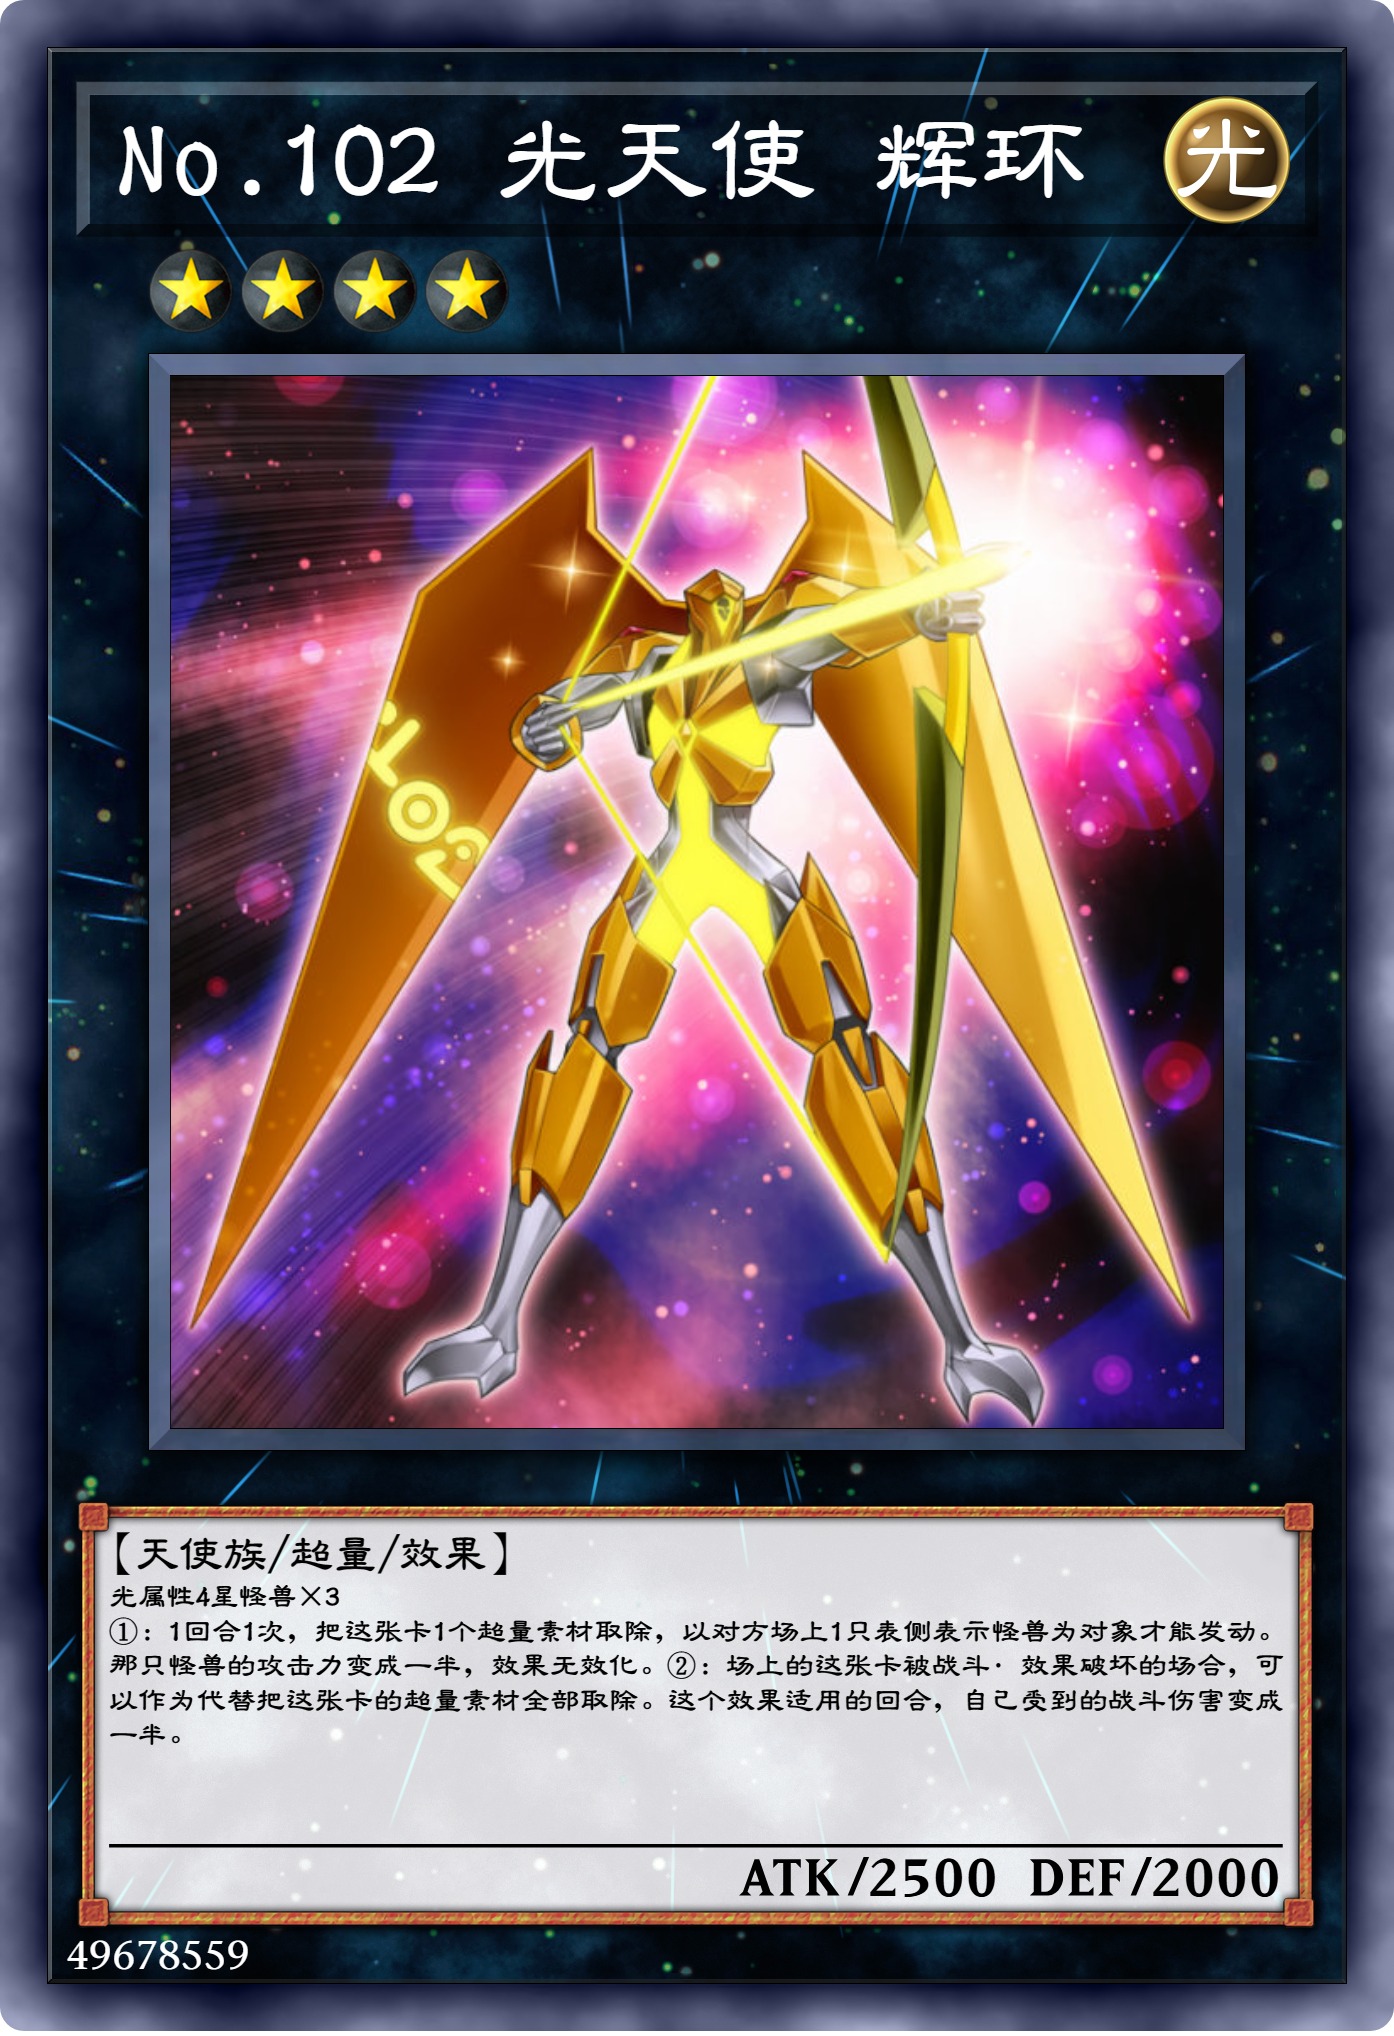 No.102 光天使 辉环
光
102
【天使族/超量/效果】
光属性4星怪兽×3
①：1回合1次，把这张卡1个超量素材取除，以对方场上1只表侧表示怪兽为对象才能发动。
那只怪兽的攻击力变成一半，效果无效化。②：场上的这张卡被战斗·效果破坏的场合，可
以作为代替把这张卡的超量素材全部取除。这个效果适用的回合，自己受到的战斗伤害变成
一半。
ATK/2500 DEF/2000
49678559